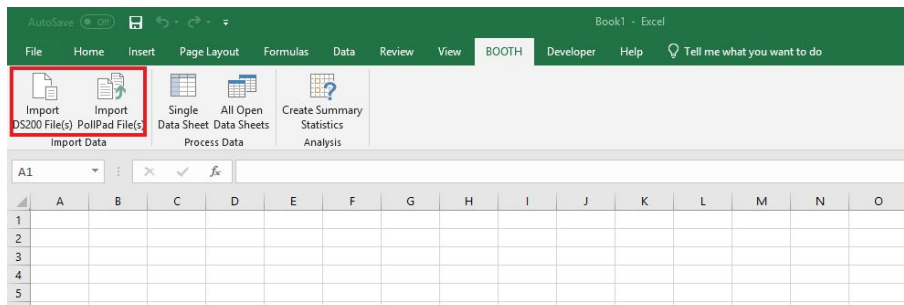 AutoSave Off Book1 - Excel
File Home Insert Page Layout Formulas Data Review View BOOTH Developer Help Tell me what you want to do
Import Import Single All Open Create Summary
DS200 File(s) PollPad File(s) Data Sheet Data Sheets Statistics
Import Data Process Data Analysis
A1 fx
A B C D E F G H I J K L M N O
1
2
3
4
5